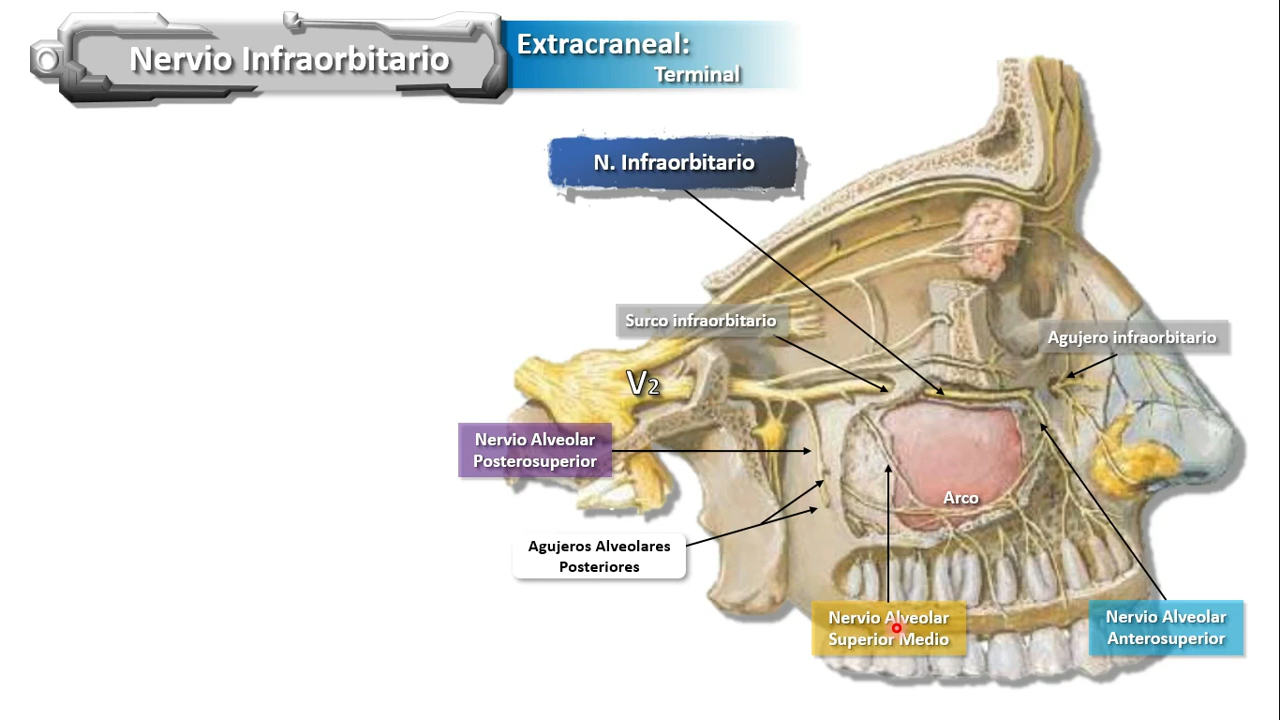 Nervio Infraorbitario
Extracraneal:
Terminal
N. Infraorbitario
Surco infraorbitario
Agujero infraorbitario
V2
Nervio Alveolar
Posterosuperior
Arco
Agujeros Alveolares
Posteriores
Nervio Alveolar
Superior Medio
Nervio Alveolar
Anterosuperior